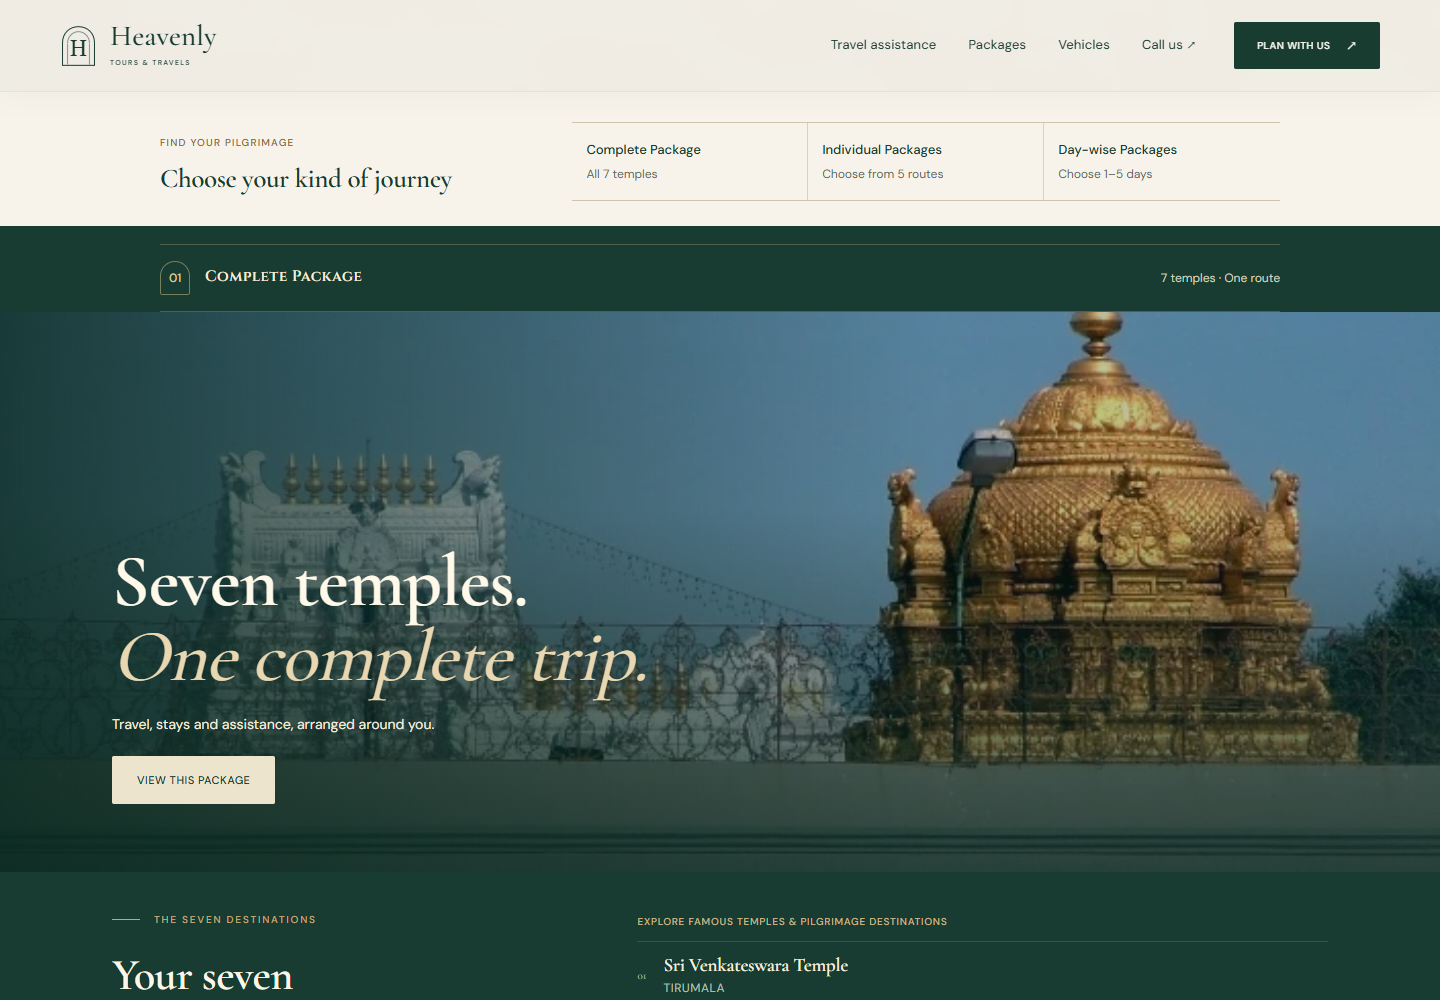 H
Heavenly
TOURS & TRAVELS
Travel assistance
Packages
Vehicles
Call us ↗
PLAN WITH US ↗
FIND YOUR PILGRIMAGE
Choose your kind of journey
Complete Package
All 7 temples
Individual Packages
Choose from 5 routes
Day-wise Packages
Choose 1–5 days
01
COMPLETE PACKAGE
7 temples · One route
Seven temples.
One complete trip.
Travel, stays and assistance, arranged around you.
VIEW THIS PACKAGE
THE SEVEN DESTINATIONS
Your seven
EXPLORE FAMOUS TEMPLES & PILGRIMAGE DESTINATIONS
01
Sri Venkateswara Temple
TIRUMALA